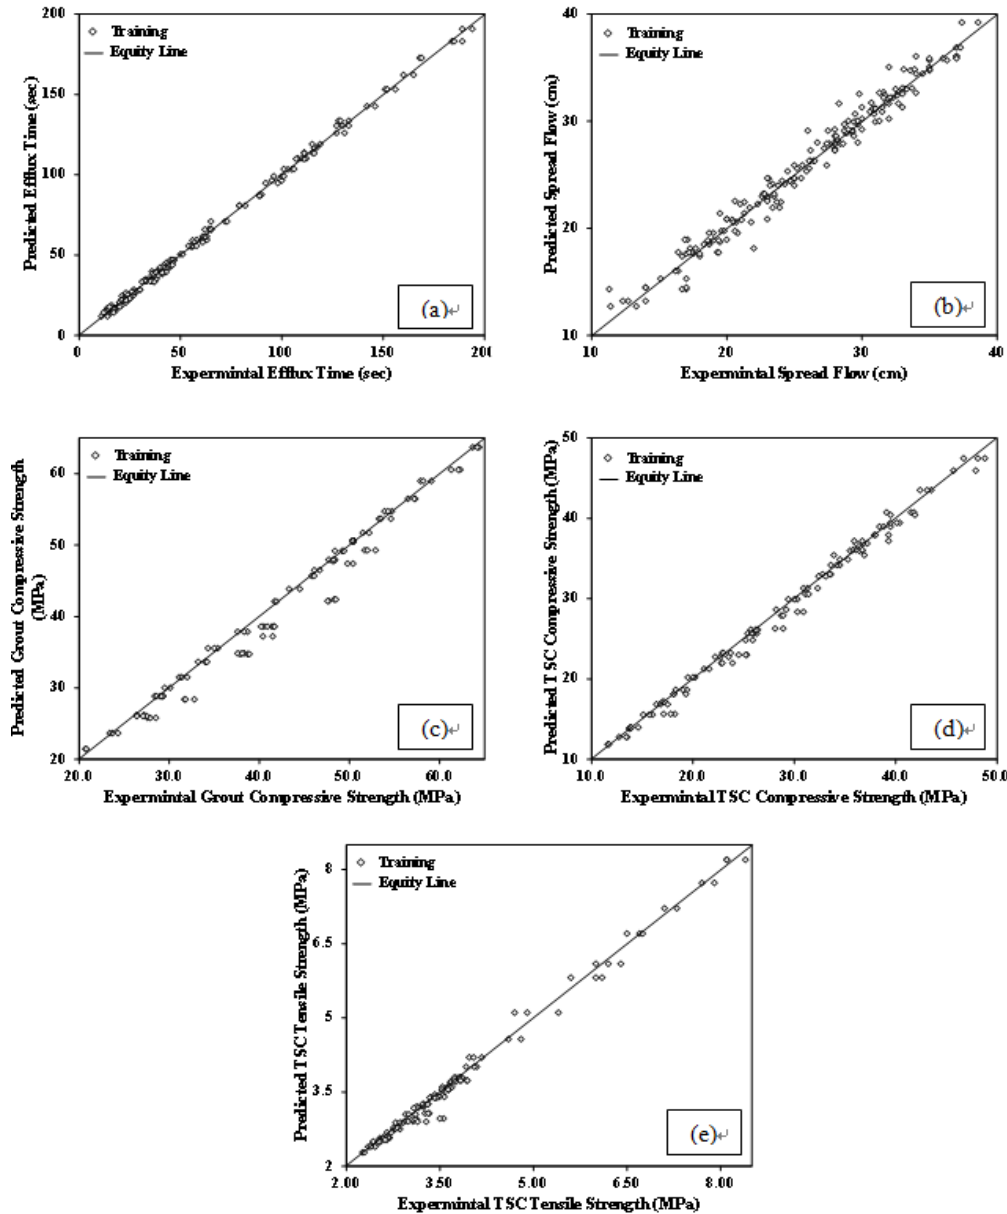 200
Training
Equity Line
150
100
50
0
Predicted Efflux Time (sec)
(a)
0 50 100 150 200
Expermintal Efflux Time (sec)
40
Training
Equity Line
30
20
10
Predicted Spread Flow (cm)
(b)
10 20 30 40
Expermintal Spread Flow (cm)
Training
Equity Line
60
50
40
30
20
Predicted Grout Compressive Strength
(MPa)
(c)
20.0 30.0 40.0 50.0 60.0
Expermintal Grout Compressive Strength (MPa)
50
Training
Equity Line
40
30
20
10
Predicted TSC Compressive Strength (MPa)
(d)
10.0 20.0 30.0 40.0 50.0
Expermintal TSC Compressive Strength (MPa)
Training
Equity Line
8
6.5
5
3.5
2
Predicted TSC Tensile Strength (MPa)
(e)
2.00 3.50 5.00 6.50 8.00
Expermintal TSC Tensile Strength (MPa)